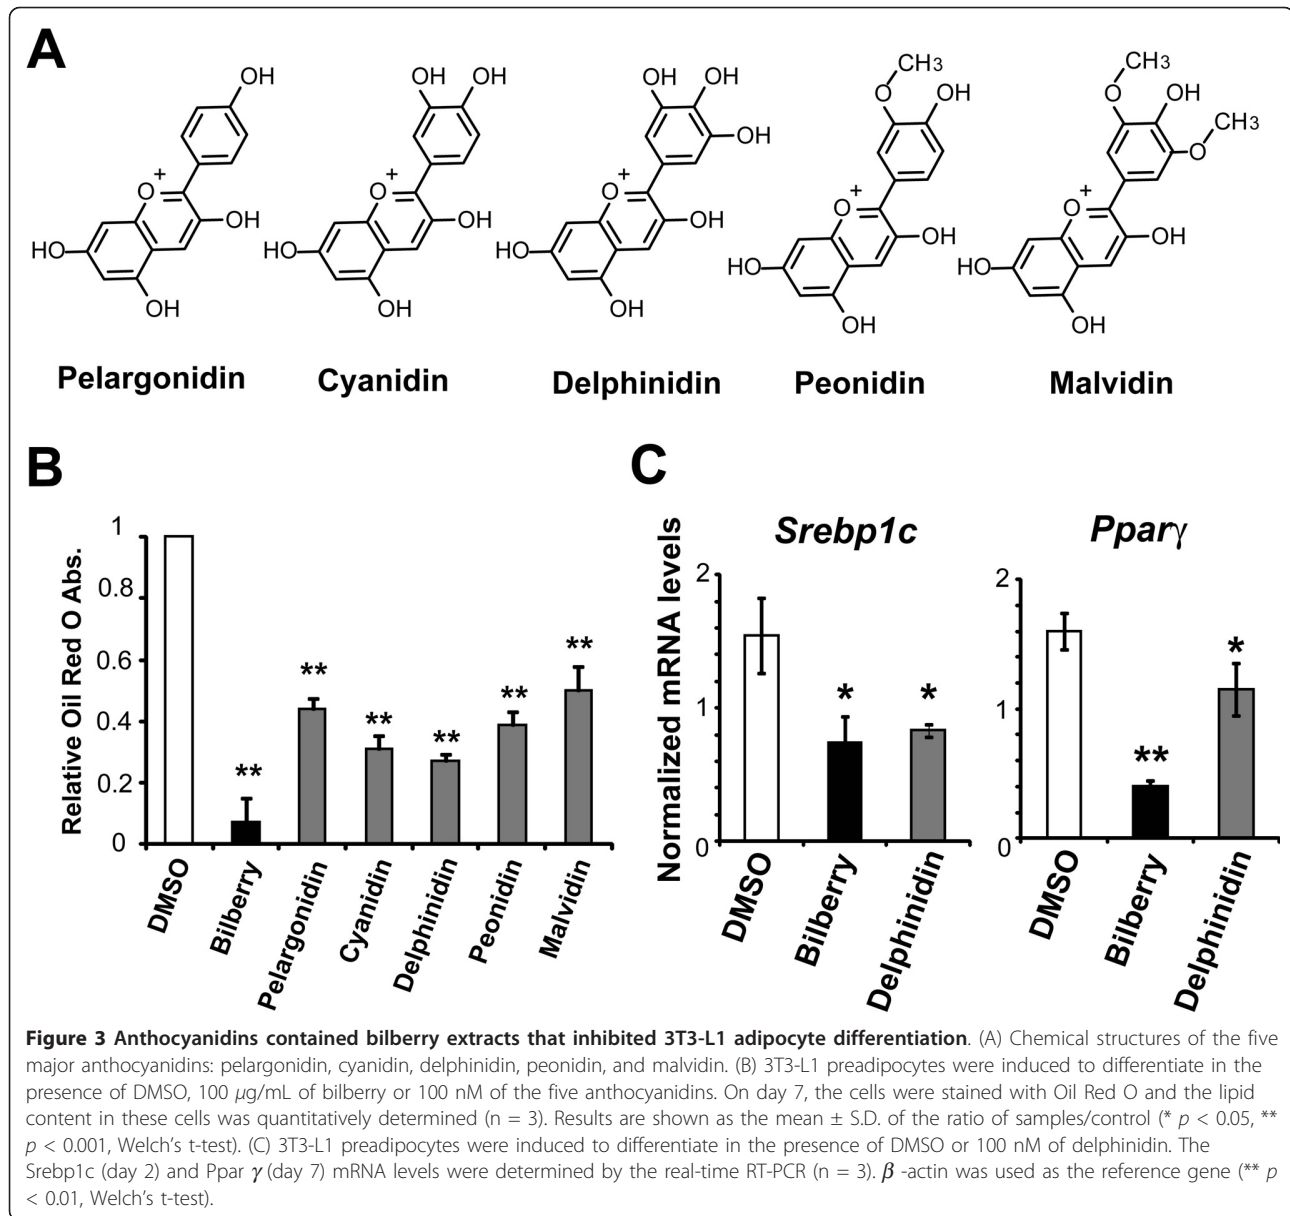 A
OH
O
+
OH
HO
OH
Pelargonidin
OH
OH
O
+
OH
HO
OH
Cyanidin
OH
OH
OH
O
+
OH
HO
OH
Delphinidin
CH3
O
OH
O
+
OH
HO
OH
Peonidin
CH3
O
OH
CH3
O
O
+
OH
HO
OH
Malvidin
B
Relative Oil Red O Abs.
1
0.8
0.6
0.4
0.2
0
**
**
**
**
**
**
DMSO
Bilberry
Pelargonidin
Cyanidin
Delphinidin
Peonidin
Malvidin
C
Normalized mRNA levels
Srebp1c
2
1
0
*
*
DMSO
Bilberry
Delphinidin
Pparγ
2
1
0
**
*
DMSO
Bilberry
Delphinidin
Figure 3 Anthocyanidins contained bilberry extracts that inhibited 3T3-L1 adipocyte differentiation. (A) Chemical structures of the five
major anthocyanidins: pelargonidin, cyanidin, delphinidin, peonidin, and malvidin. (B) 3T3-L1 preadipocytes were induced to differentiate in the
presence of DMSO, 100 μg/mL of bilberry or 100 nM of the five anthocyanidins. On day 7, the cells were stained with Oil Red O and the lipid
content in these cells was quantitatively determined (n = 3). Results are shown as the mean ± S.D. of the ratio of samples/control (* p < 0.05, **
p < 0.001, Welch's t-test). (C) 3T3-L1 preadipocytes were induced to differentiate in the presence of DMSO or 100 nM of delphinidin. The
Srebp1c (day 2) and Ppar γ (day 7) mRNA levels were determined by the real-time RT-PCR (n = 3). β -actin was used as the reference gene (** p
< 0.01, Welch's t-test).